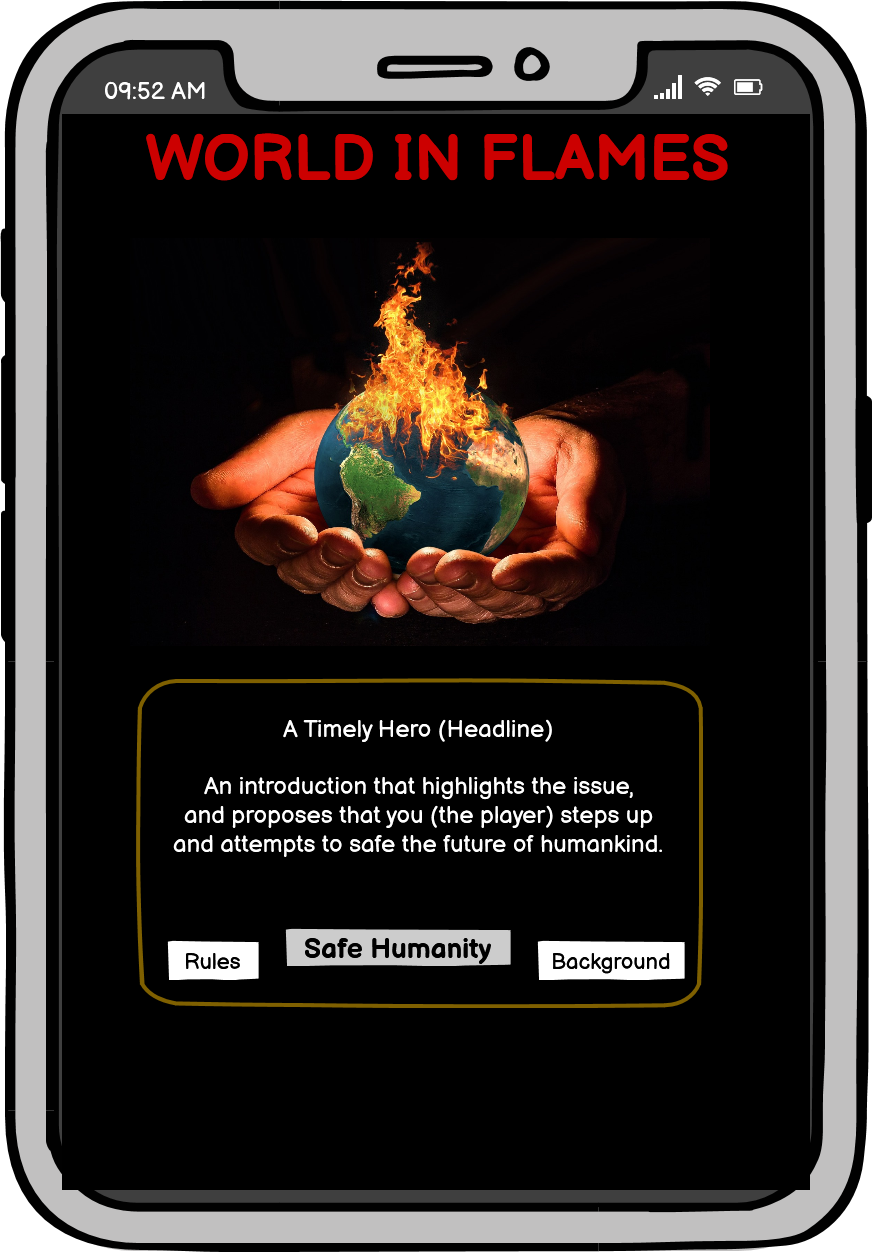 09:52 AM
WORLD IN FLAMES
A Timely Hero (Headline)
An introduction that highlights the issue,
and proposes that you (the player) steps up
and attempts to safe the future of humankind.
Rules
Safe Humanity
Background